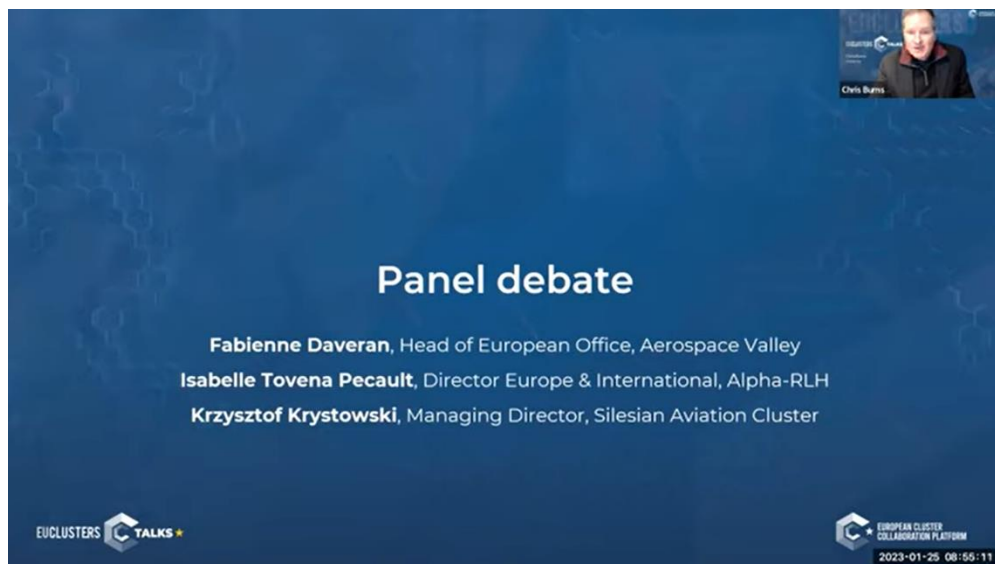 Chris Burns
Panel debate
Fabienne Daveran, Head of European Office, Aerospace Valley
Isabelle Tovena Pecault, Director Europe & International, Alpha-RLH
Krzysztof Krystowski, Managing Director, Silesian Aviation Cluster
EUCLUSTERS TALKS
EUROPEAN CLUSTER
COLLABORATION PLATFORM
2023-01-25 08:55:11